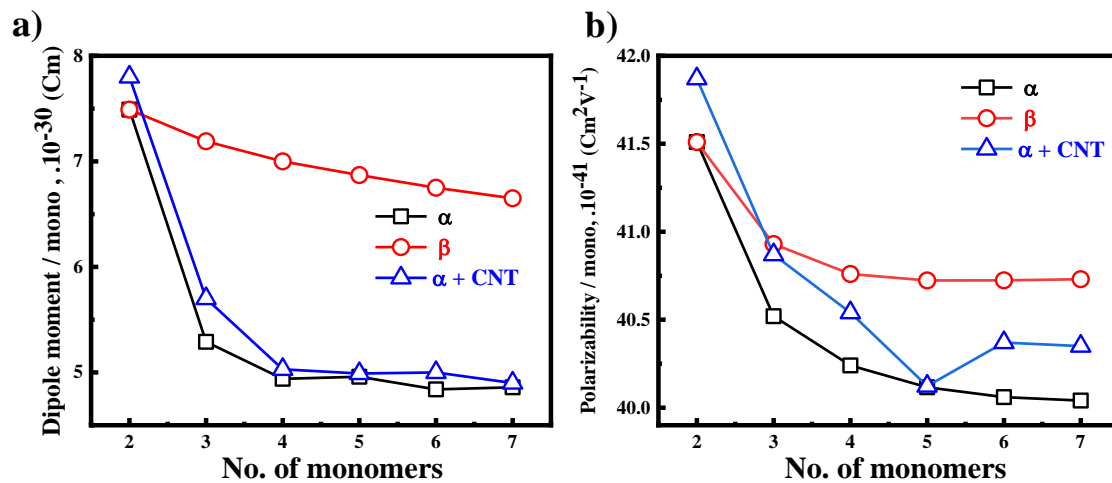 a)
Dipole moment / mono , .10⁻³⁰ (Cm)
8
7
6
5
2 3 4 5 6 7
No. of monomers
α
β
α + CNT
b)
Polarizability / mono, .10⁻⁴¹ (Cm²V⁻¹)
42.0
41.5
41.0
40.5
40.0
2 3 4 5 6 7
No. of monomers
α
β
α + CNT